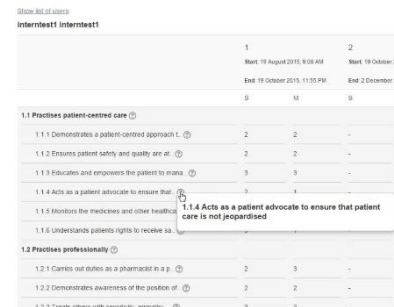 Show list of users
interntest1 interntest1
1 2
Start: 19 August 2015, 9:00 AM Start: 19 October
End: 19 October 2015, 11:55 PM End: 2 December
S M S
1.1 Practises patient-centred care
1.1.1 Demonstrates a patient-centred approach t.. 2 2 -
1.1.2 Ensures patient safety and quality are at.. 2 2 -
1.1.3 Educates and empowers the patient to mana.. 3 3 -
1.1.4 Acts as a patient advocate to ensure that.. 2 1 -
1.1.4 Acts as a patient advocate to ensure that patient
care is not jeopardised
1.1.5 Monitors the medicines and other healthca
1.1.6 Understands patients rights to receive sa..
1.2 Practises professionally
1.2.1 Carries out duties as a pharmacist in a p.. 2 3 -
1.2.2 Demonstrates awareness of the position of.. 2 2 -